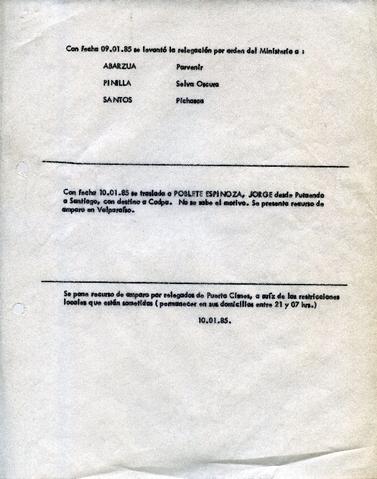 Con fecha 09.01.85 se levantó la relegación por orden del Ministerio a :
ABARZUA Porvenir
PINILLA Selva Oscura
SANTOS Pichasca
Con fecha 10.01.85 se traslada a POBLETE ESPINOZA, JORGE desde Putaendo
a Santiago, con destino a Codpa. No se sabe el motivo. Se presenta recurso de
amparo en Valparaíso.
Se pone recurso de amparo por relegados de Puerto Cisnes, a raíz de las restricciones
locales que están sometidos ( permanecer en sus domicilios entre 21 y 07 hrs.)
10.01.85.